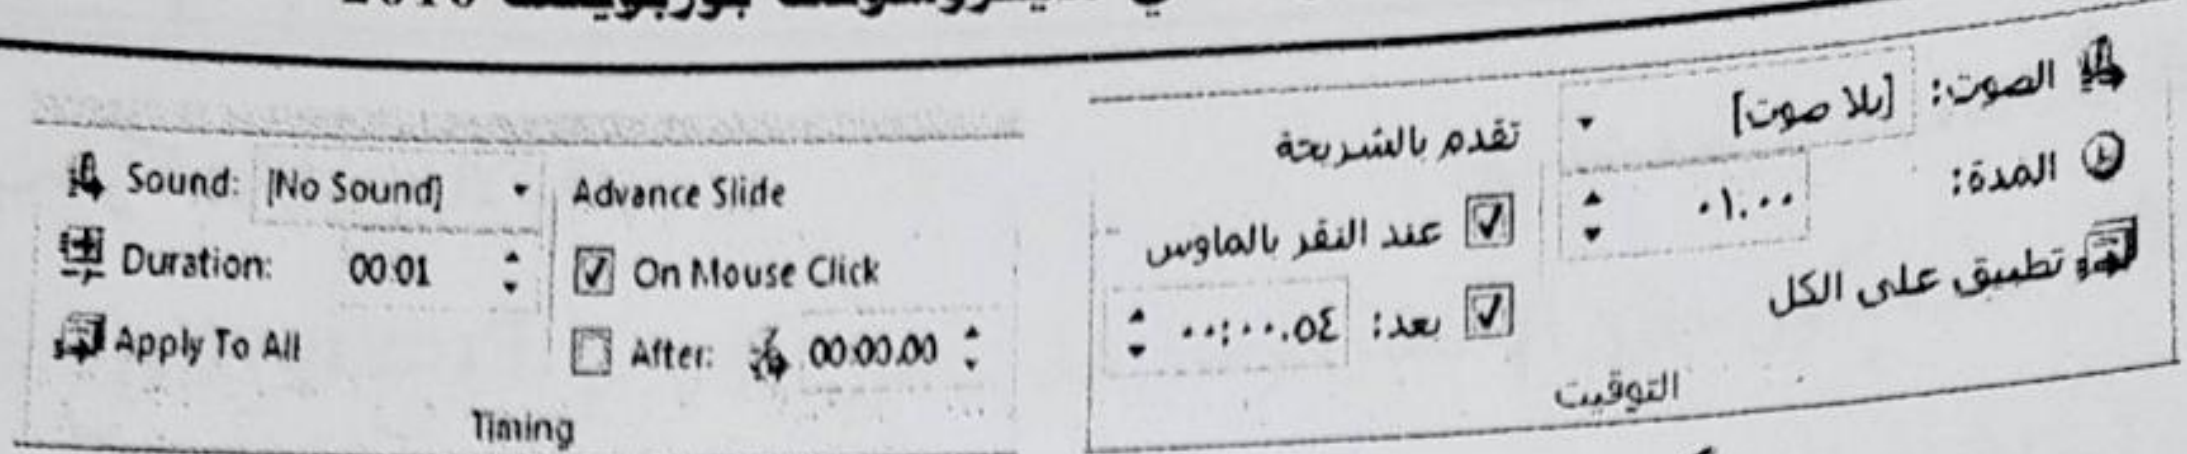 بوربوينت 2010
Sound: [No Sound]
Duration: 00:01
Apply To All
Advance Slide
On Mouse Click
After: 00:00.00
Timing
الصوت: [بلا صوت]
المدة: ٠١.٠٠
تطبيق على الكل
تقدم بالشريحة
عند النقر بالماوس
بعد: ٠٠:٠٠.٥٤
التوقيت